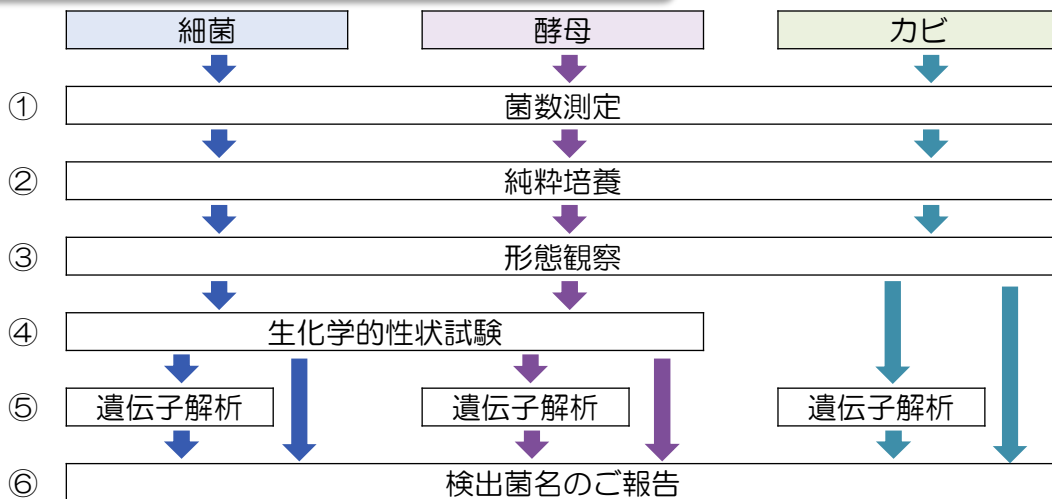 細菌 酵母 カビ
① 菌数測定
② 純粋培養
③ 形態観察
④ 生化学的性状試験
⑤ 遺伝子解析 遺伝子解析 遺伝子解析
⑥ 検出菌名のご報告